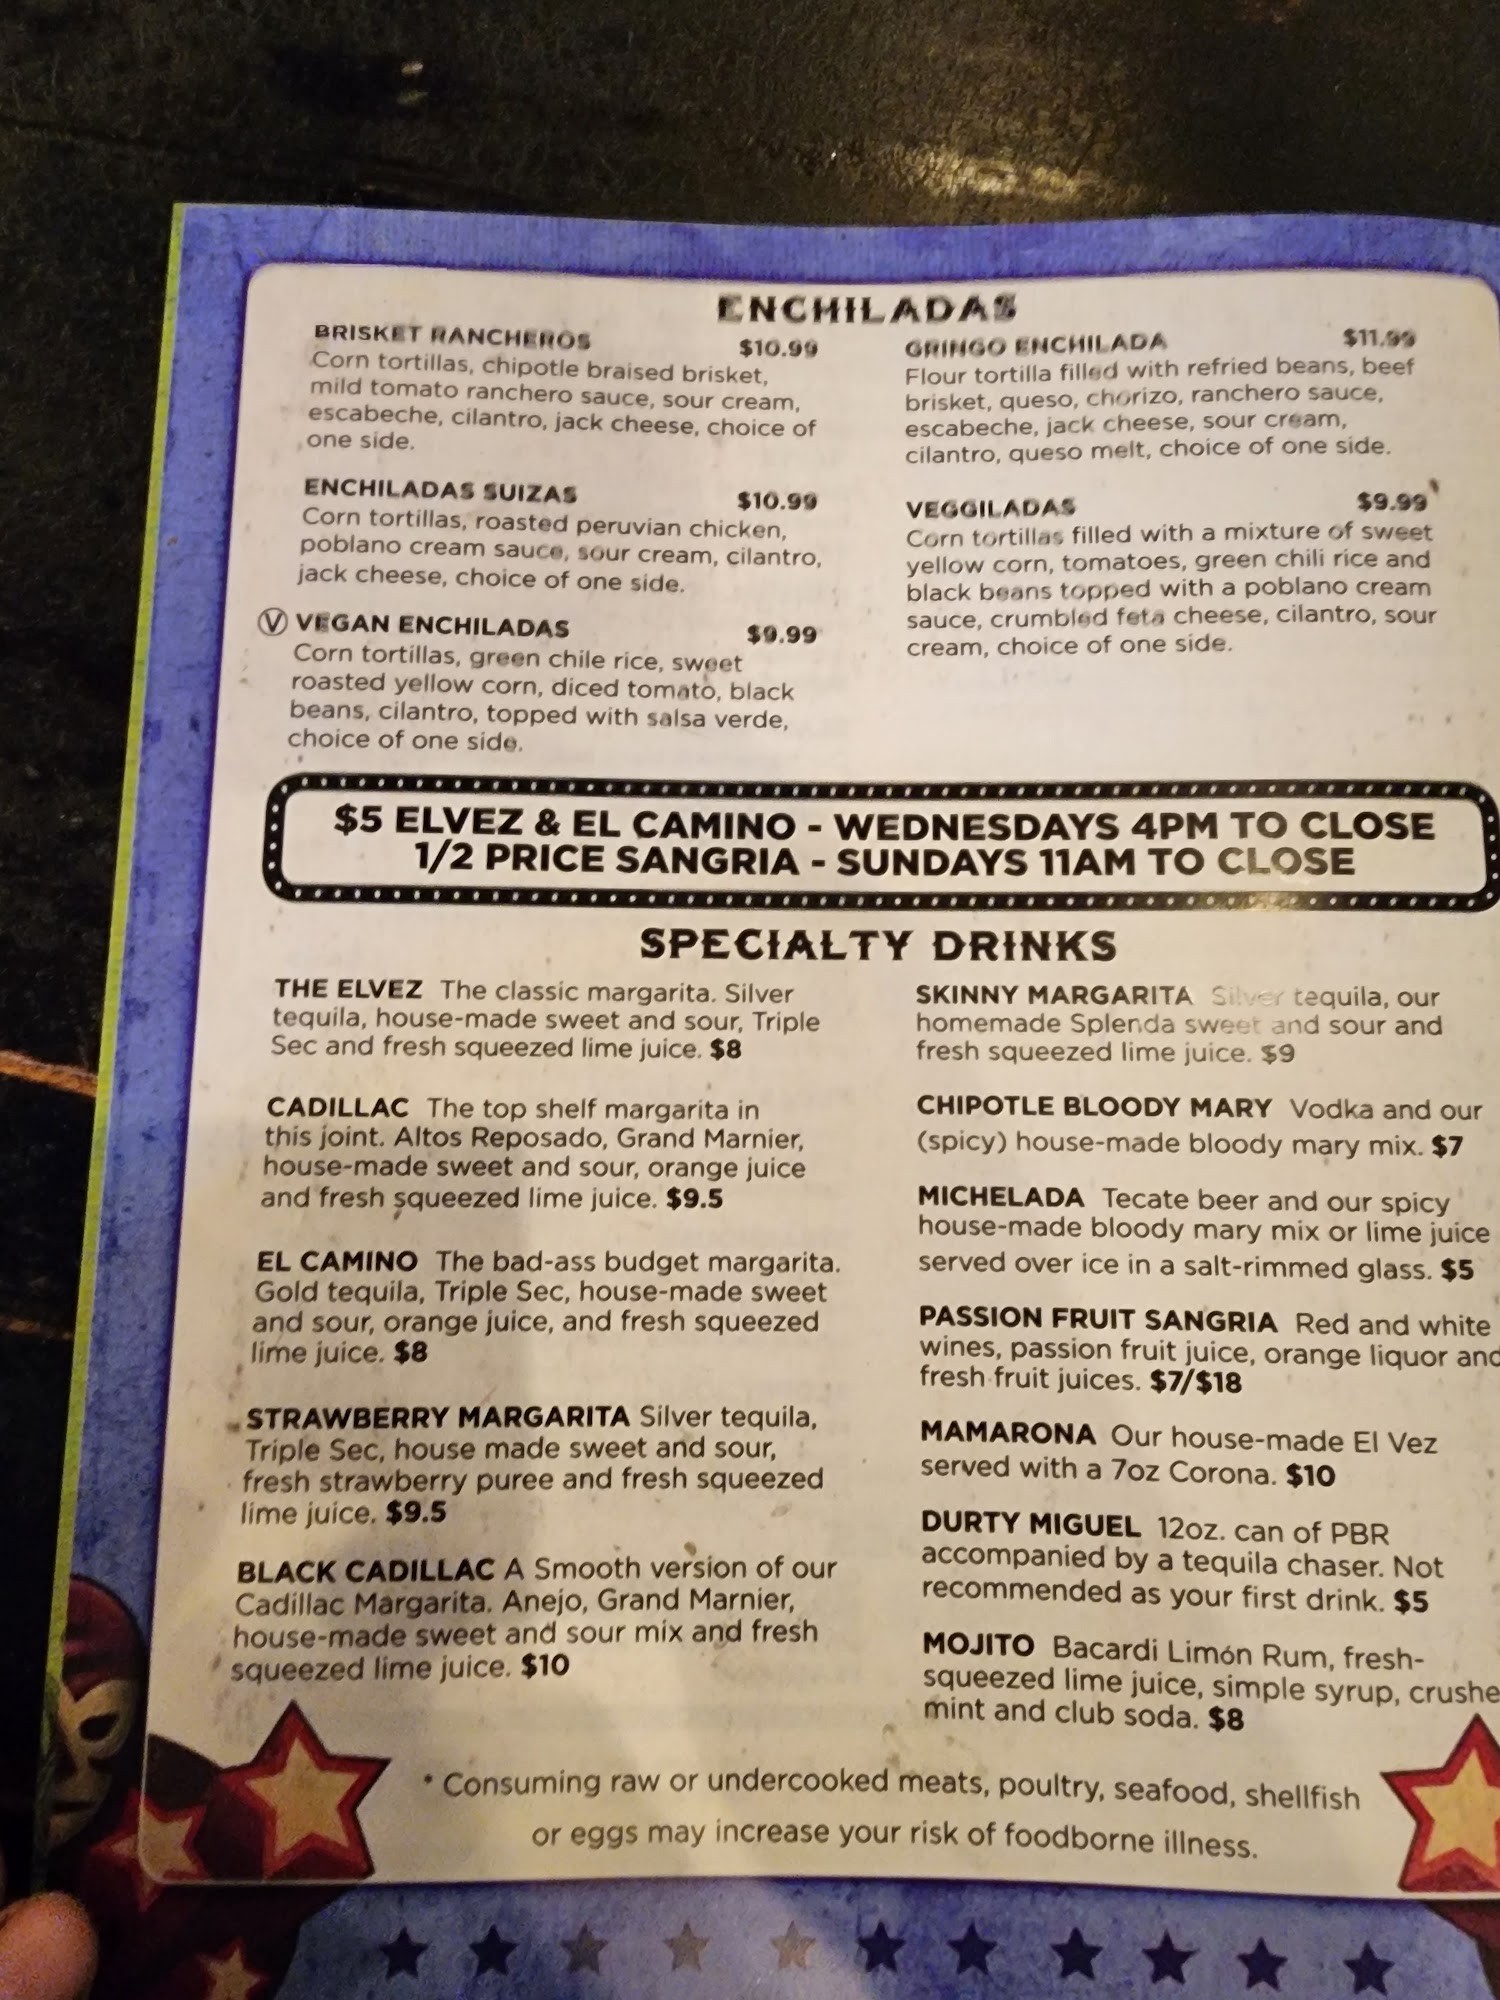 ENCHILADAS
BRISKET RANCHEROS $10.99
Corn tortillas, chipotle braised brisket,
mild tomato ranchero sauce, sour cream,
escabeche, cilantro, jack cheese, choice of
one side.
ENCHILADAS SUIZAS $10.99
Corn tortillas, roasted peruvian chicken,
poblano cream sauce, sour cream, cilantro,
jack cheese, choice of one side.
V VEGAN ENCHILADAS $9.99
Corn tortillas, green chile rice, sweet
roasted yellow corn, diced tomato, black
beans, cilantro, topped with salsa verde,
choice of one side.
GRINGO ENCHILADA $11.99
Flour tortilla filled with refried beans, beef
brisket, queso, chorizo, ranchero sauce,
escabeche, jack cheese, sour cream,
cilantro, queso melt, choice of one side.
VEGGILADAS $9.99
Corn tortillas filled with a mixture of sweet
yellow corn, tomatoes, green chili rice and
black beans topped with a poblano cream
sauce, crumbled feta cheese, cilantro, sour
cream, choice of one side.
$5 ELVEZ & EL CAMINO - WEDNESDAYS 4PM TO CLOSE
1/2 PRICE SANGRIA - SUNDAYS 11AM TO CLOSE
SPECIALTY DRINKS
THE ELVEZ The classic margarita. Silver
tequila, house-made sweet and sour, Triple
Sec and fresh squeezed lime juice. $8
CADILLAC The top shelf margarita in
this joint. Altos Reposado, Grand Marnier,
house-made sweet and sour, orange juice
and fresh squeezed lime juice. $9.5
EL CAMINO The bad-ass budget margarita.
Gold tequila, Triple Sec, house-made sweet
and sour, orange juice, and fresh squeezed
lime juice. $8
STRAWBERRY MARGARITA Silver tequila,
Triple Sec, house made sweet and sour,
fresh strawberry puree and fresh squeezed
lime juice. $9.5
BLACK CADILLAC A Smooth version of our
Cadillac Margarita. Anejo, Grand Marnier,
house-made sweet and sour mix and fresh
squeezed lime juice. $10
SKINNY MARGARITA Silver tequila, our
homemade Splenda sweet and sour and
fresh squeezed lime juice. $9
CHIPOTLE BLOODY MARY Vodka and our
(spicy) house-made bloody mary mix. $7
MICHELADA Tecate beer and our spicy
house-made bloody mary mix or lime juice
served over ice in a salt-rimmed glass. $5
PASSION FRUIT SANGRIA Red and white
wines, passion fruit juice, orange liquor and
fresh fruit juices. $7/$18
MAMARONA Our house-made El Vez
served with a 7oz Corona. $10
DURTY MIGUEL 12oz. can of PBR
accompanied by a tequila chaser. Not
recommended as your first drink. $5
MOJITO Bacardi Limón Rum, fresh-
squeezed lime juice, simple syrup, crushe
mint and club soda. $8
* Consuming raw or undercooked meats, poultry, seafood, shellfish
or eggs may increase your risk of foodborne illness.